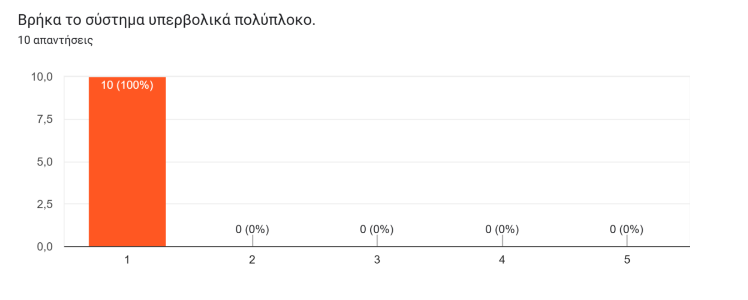 Βρήκα το σύστημα υπερβολικά πολύπλοκο.
10 απαντήσεις
10,0
10 (100%)
7,5
5,0
2,5
0 (0%) 0 (0%) 0 (0%) 0 (0%)
0,0
1 2 3 4 5